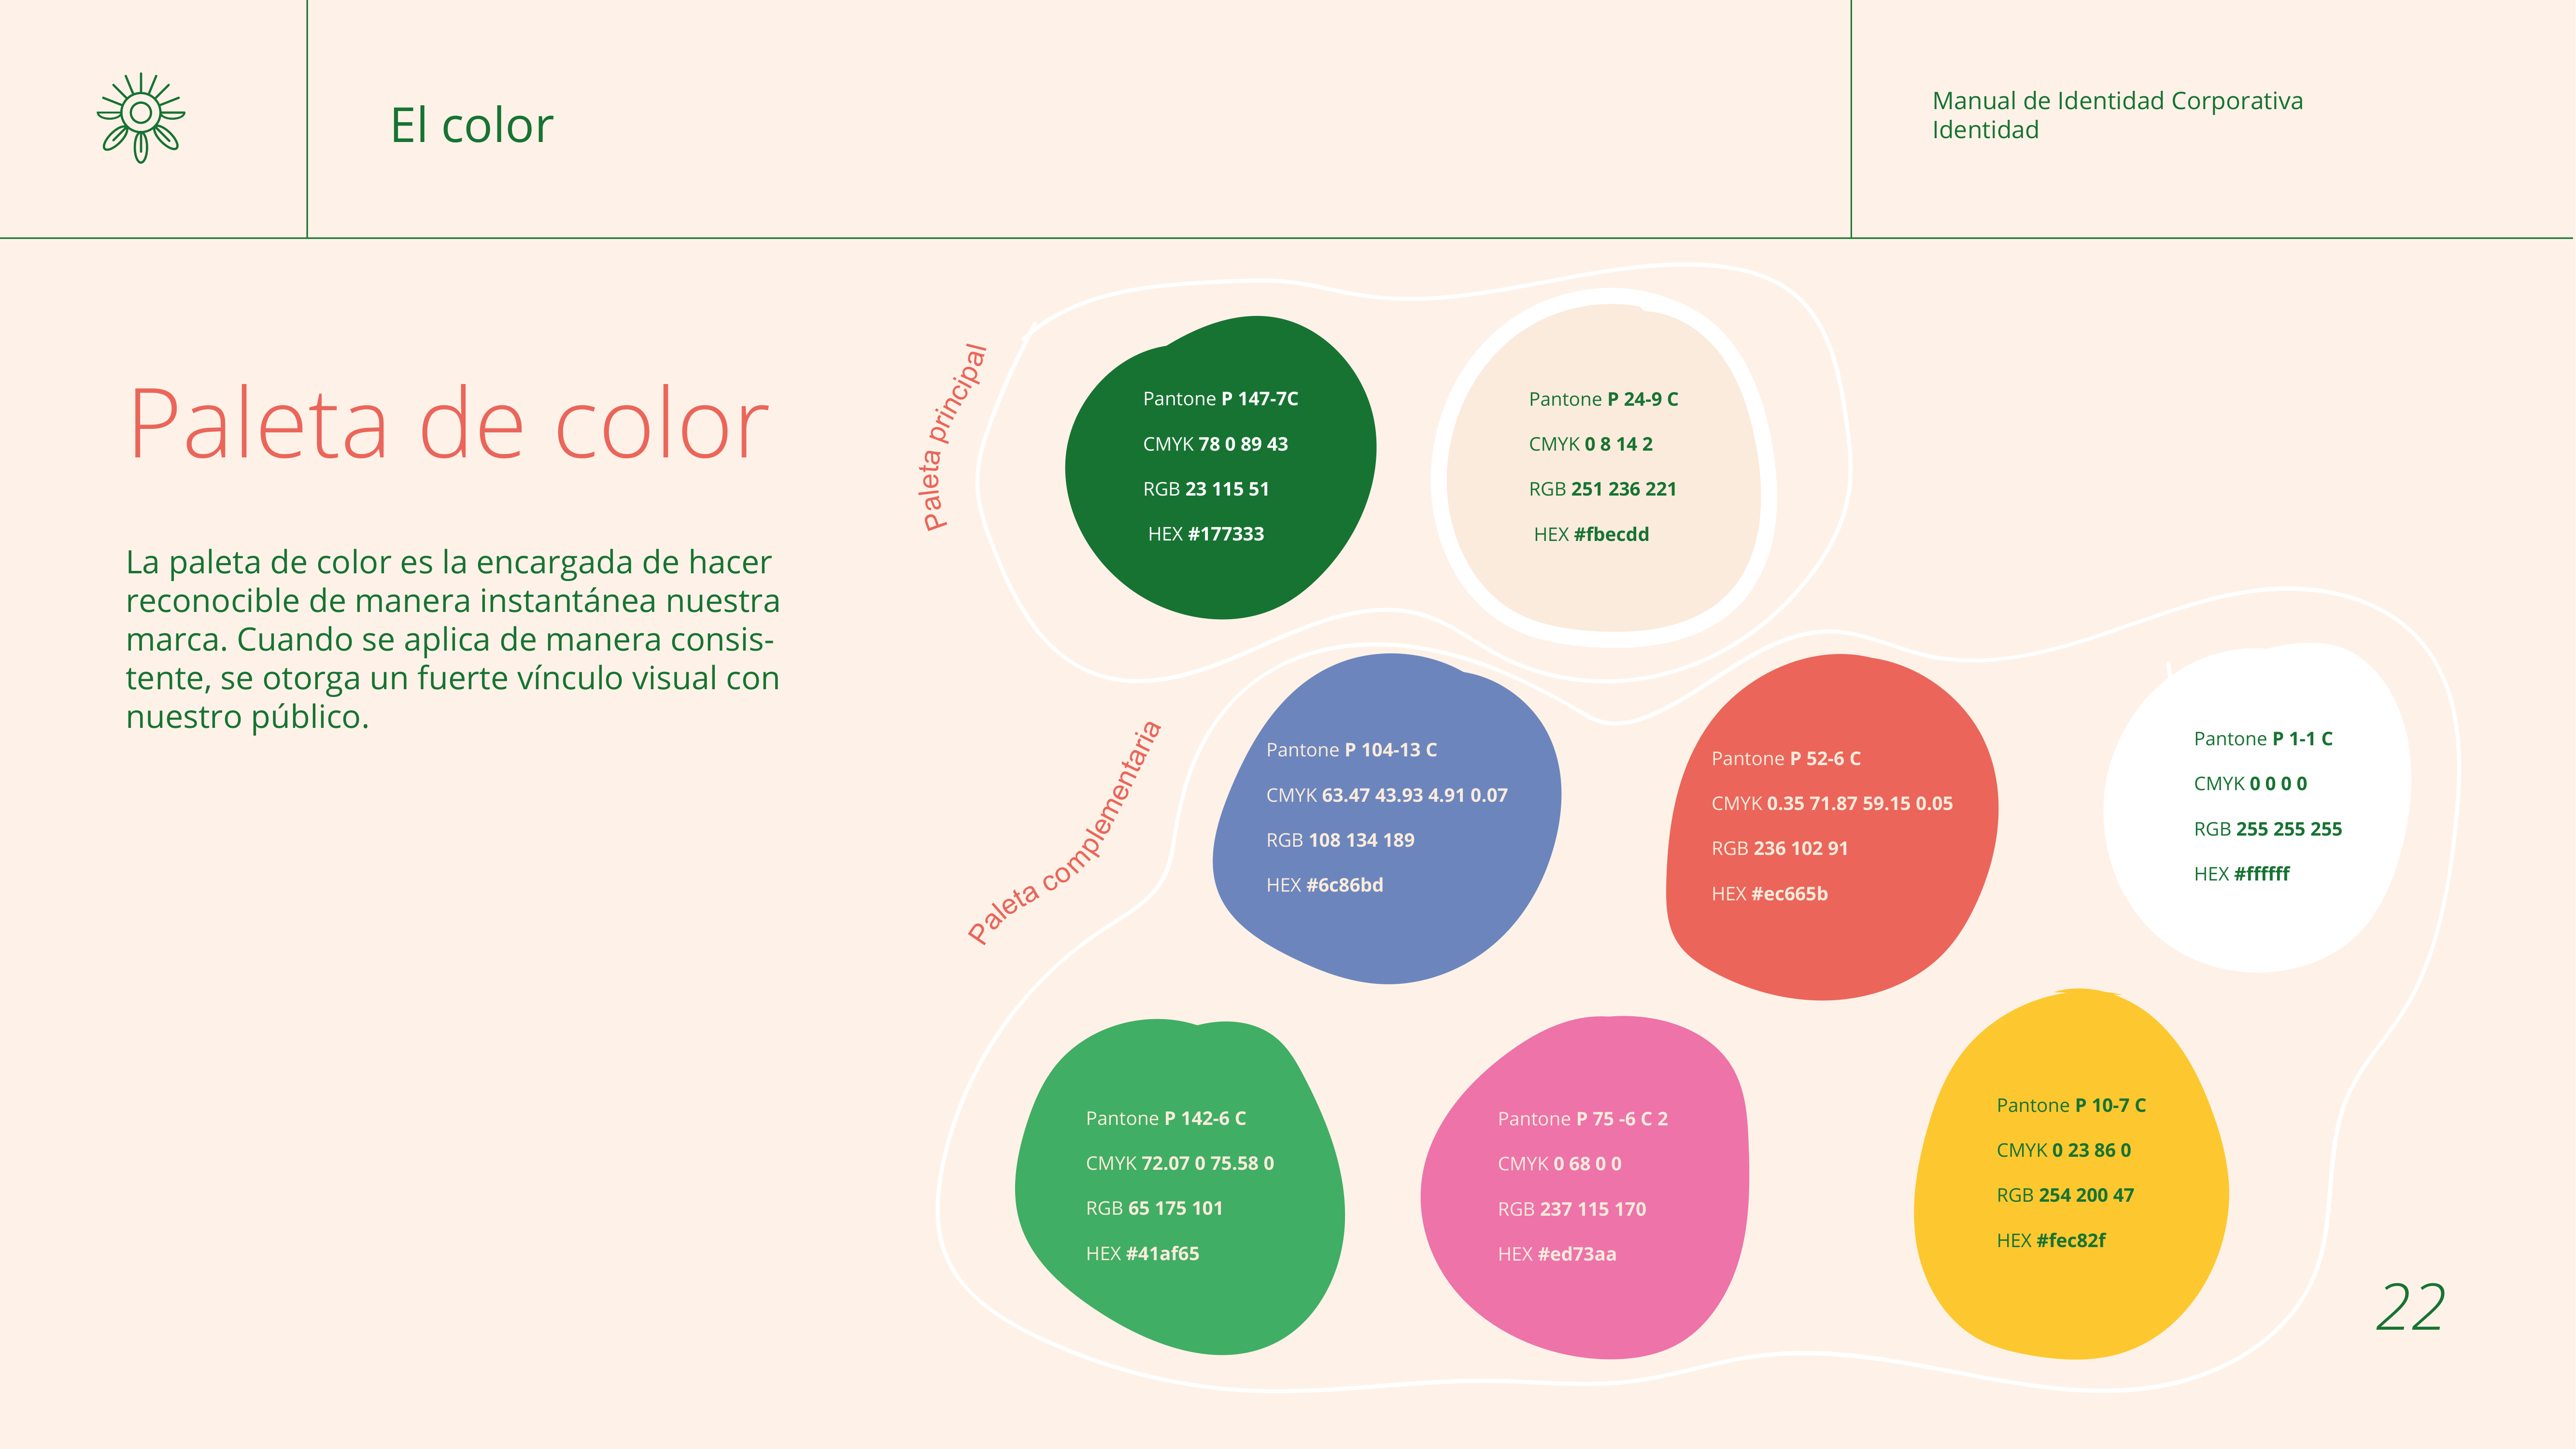 El color
Manual de Identidad Corporativa
Identidad
Paleta de color
La paleta de color es la encargada de hacer
reconocible de manera instantánea nuestra
marca. Cuando se aplica de manera consis-
tente, se otorga un fuerte vínculo visual con
nuestro público.
Paleta principal
Pantone P 147-7C
CMYK 78 0 89 43
RGB 23 115 51
HEX #177333
Pantone P 24-9 C
CMYK 0 8 14 2
RGB 251 236 221
HEX #fbecdd
Paleta complementaria
Pantone P 104-13 C
CMYK 63.47 43.93 4.91 0.07
RGB 108 134 189
HEX #6c86bd
Pantone P 52-6 C
CMYK 0.35 71.87 59.15 0.05
RGB 236 102 91
HEX #ec665b
Pantone P 1-1 C
CMYK 0 0 0 0
RGB 255 255 255
HEX #ffffff
Pantone P 142-6 C
CMYK 72.07 0 75.58 0
RGB 65 175 101
HEX #41af65
Pantone P 75 -6 C 2
CMYK 0 68 0 0
RGB 237 115 170
HEX #ed73aa
Pantone P 10-7 C
CMYK 0 23 86 0
RGB 254 200 47
HEX #fec82f
22